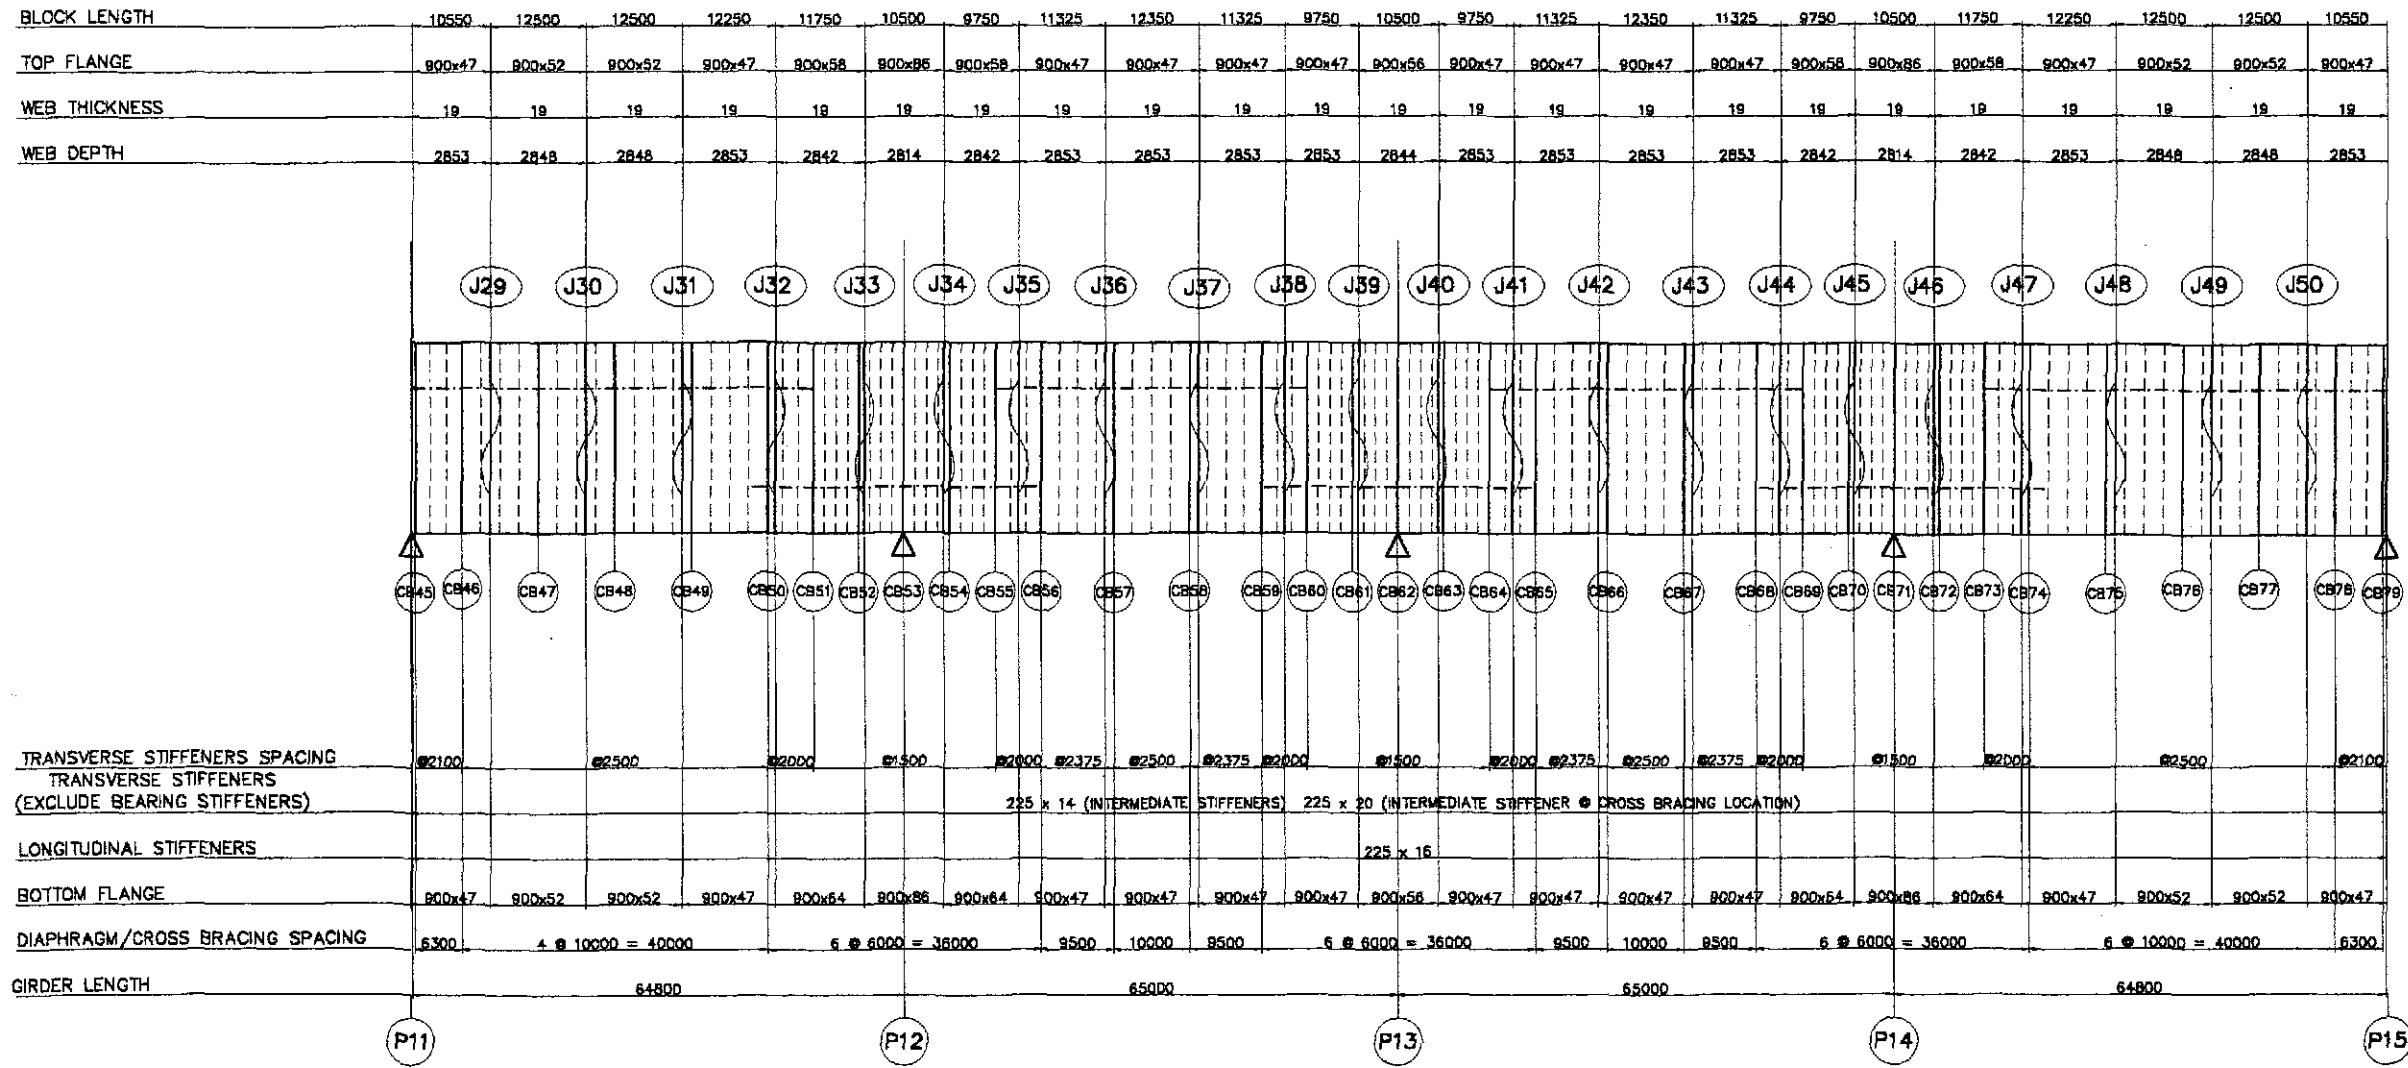 BLOCK LENGTH 10550 12500 12500 12250 11750 10500 9750 11325 12350 11325 9750 10500 9750 11325 12350 11325 9750 10500 11750 12250 12500 12500 10550
TOP FLANGE 900x47 900x52 900x52 900x47 900x58 900x86 900x58 900x47 900x47 900x47 900x47 900x56 900x47 900x47 900x47 900x47 900x58 900x86 900x58 900x47 900x52 900x52 900x47
WEB THICKNESS 19 19 19 19 19 19 19 19 19 19 19 19 19 19 19 19 19 19 19 19 19 19 19
WEB DEPTH 2853 2848 2848 2853 2842 2814 2842 2853 2853 2853 2853 2844 2853 2853 2853 2853 2842 2814 2842 2853 2848 2848 2853
J29 J30 J31 J32 J33 J34 J35 J36 J37 J38 J39 J40 J41 J42 J43 J44 J45 J46 J47 J48 J49 J50
CB45 CB46 CB47 CB48 CB49 CB50 CB51 CB52 CB53 CB54 CB55 CB56 CB57 CB58 CB59 CB60 CB61 CB62 CB63 CB64 CB65 CB66 CB67 CB68 CB69 CB70 CB71 CB72 CB73 CB74 CB75 CB76 CB77 CB78 CB79
TRANSVERSE STIFFENERS SPACING @2100 @2500 @2000 @1500 @2000 @2375 @2500 @2375 @2000 @1500 @2000 @2375 @2500 @2375 @2000 @1500 @2000 @2500 @2100
TRANSVERSE STIFFENERS
(EXCLUDE BEARING STIFFENERS) 225 x 14 (INTERMEDIATE STIFFENERS) 225 x 20 (INTERMEDIATE STIFFENER @ CROSS BRACING LOCATION)
LONGITUDINAL STIFFENERS 225 x 16
BOTTOM FLANGE 900x47 900x52 900x52 900x47 900x64 900x86 900x64 900x47 900x47 900x47 900x47 900x56 900x47 900x47 900x47 900x47 900x64 900x86 900x64 900x47 900x52 900x52 900x47
DIAPHRAGM/CROSS BRACING SPACING 6300 4 @ 10000 = 40000 6 @ 6000 = 36000 9500 10000 9500 6 @ 6000 = 36000 9500 10000 9500 6 @ 6000 = 36000 6 @ 10000 = 40000 6300
GIRDER LENGTH 64800 65000 65000 64800
P11 P12 P13 P14 P15